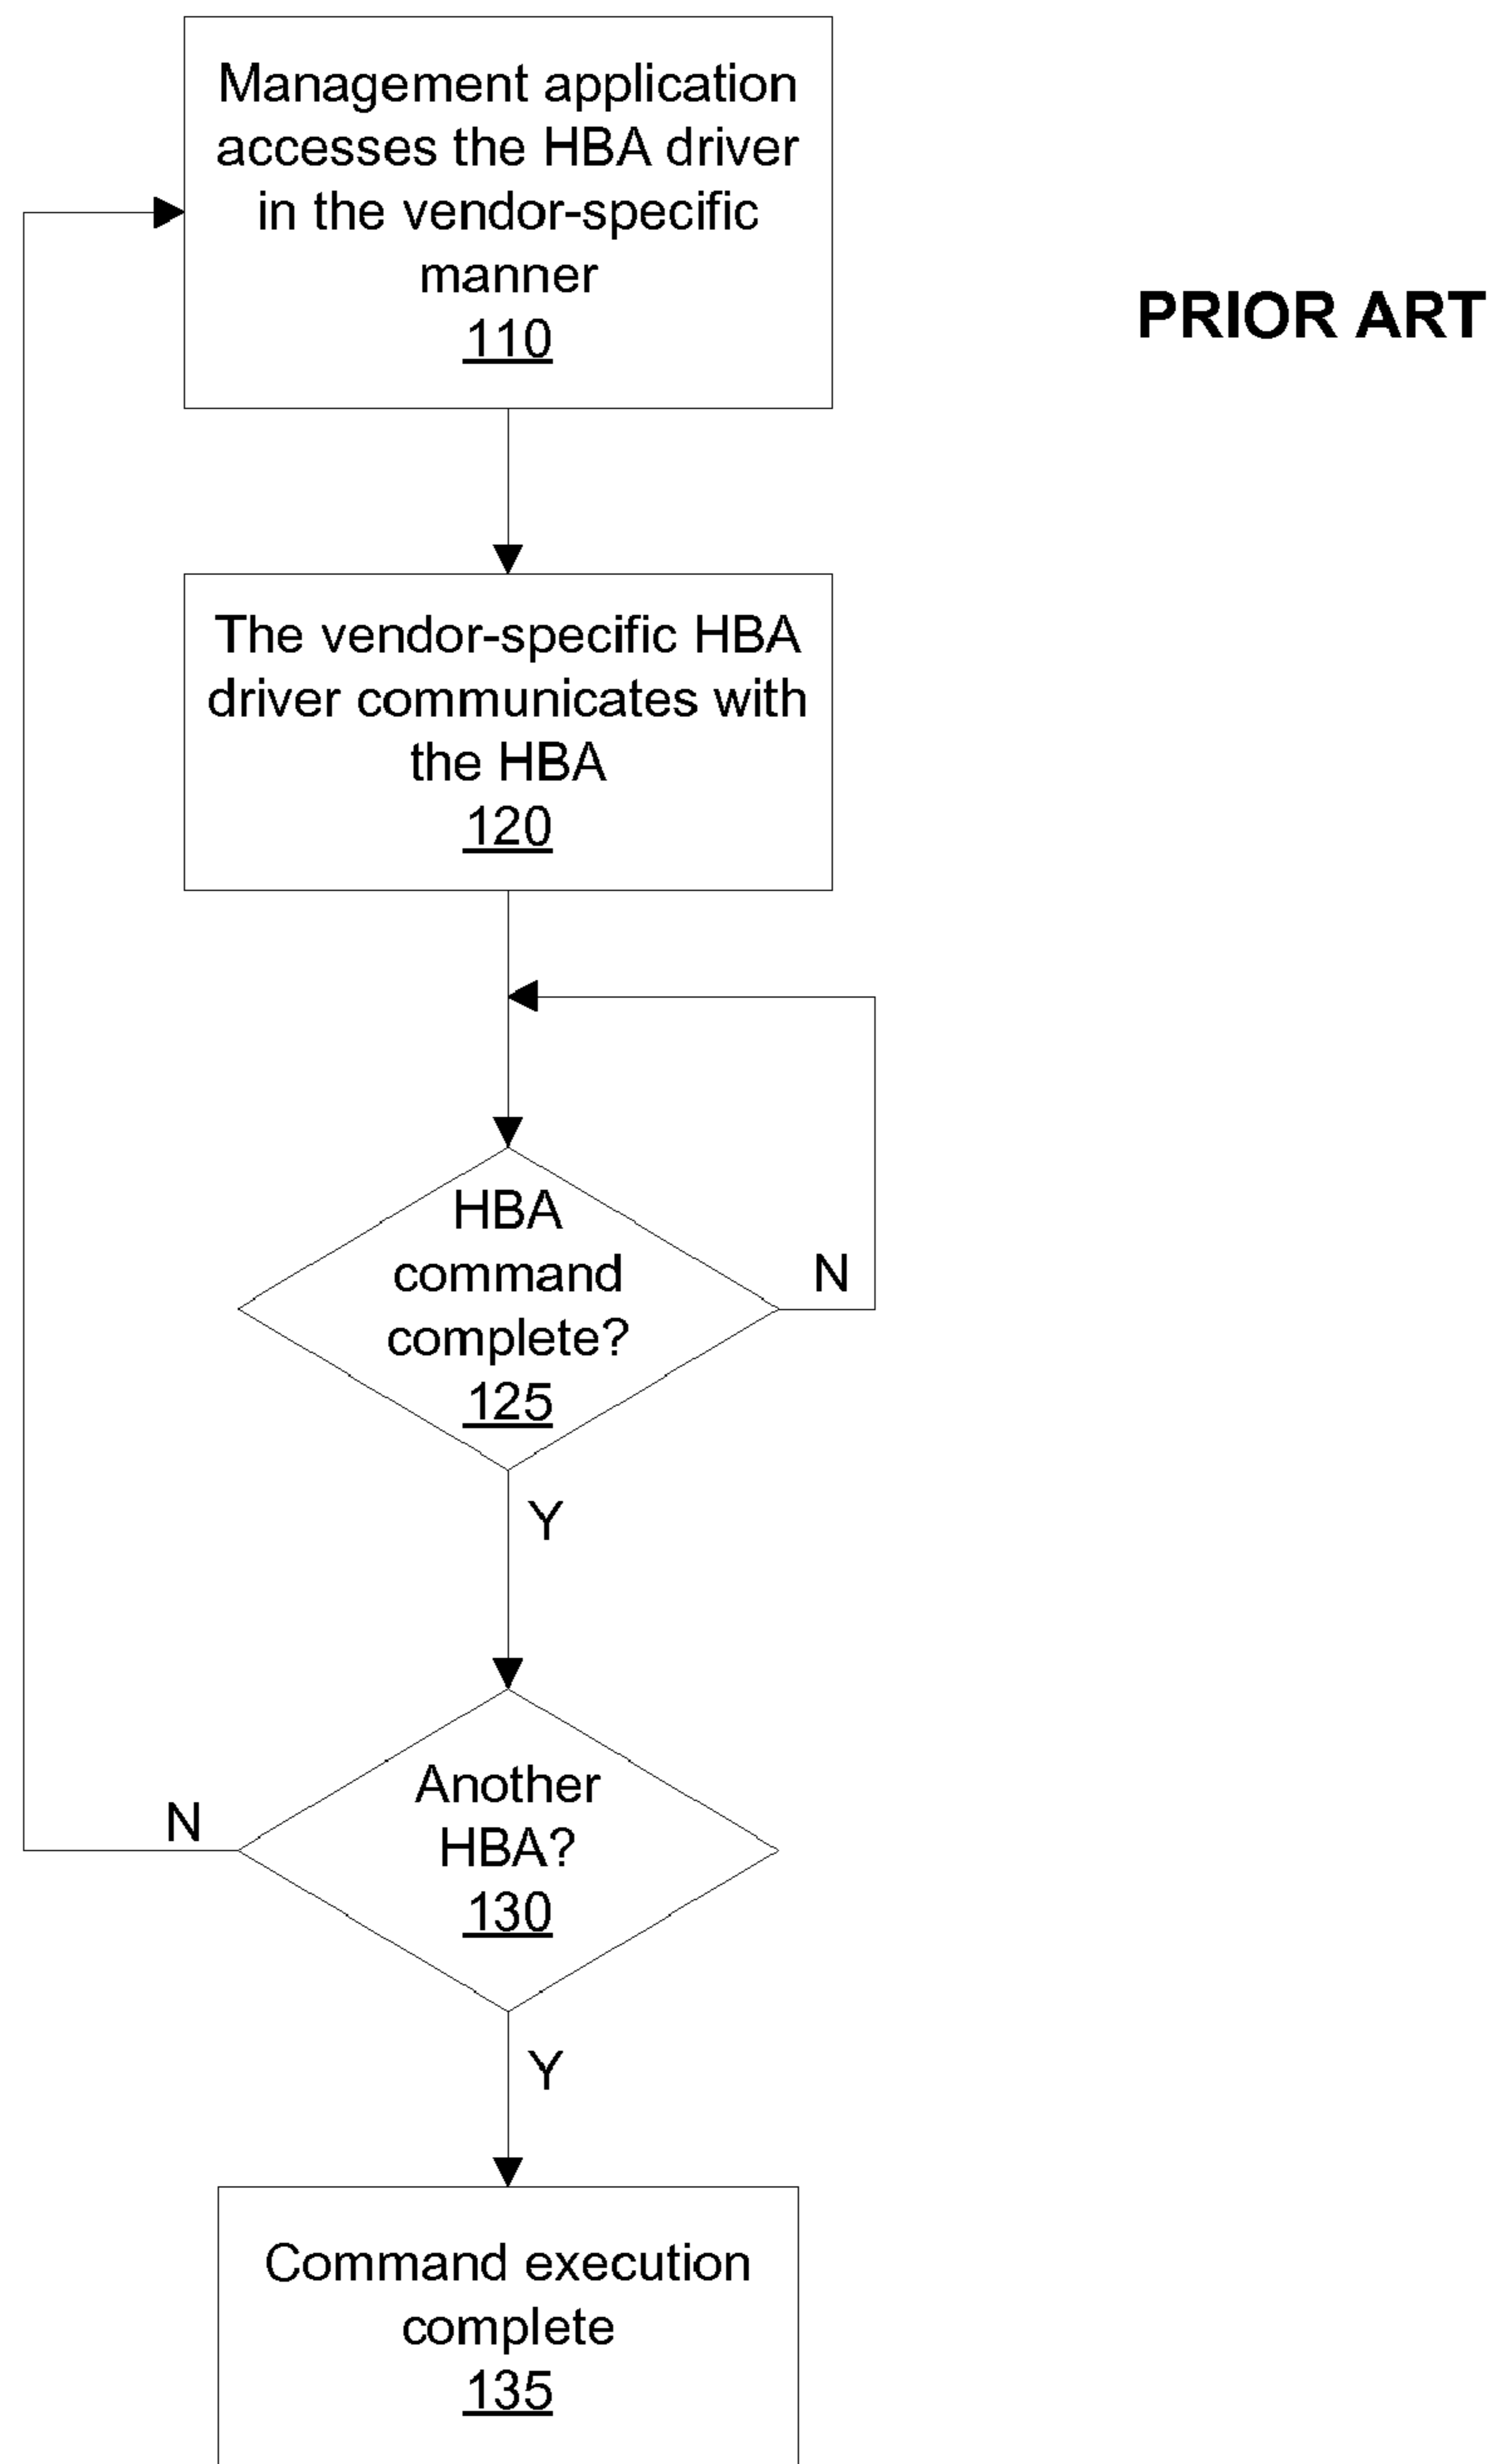 Management application
accesses the HBA driver
in the vendor-specific
manner
110
PRIOR ART
The vendor-specific HBA
driver communicates with
the HBA
120
HBA
command
complete?
125
N
Y
Another
HBA?
130
N
Y
Command execution
complete
135